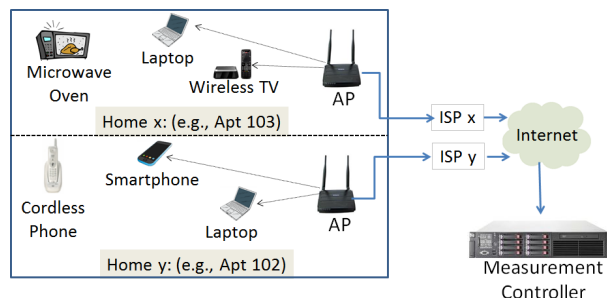 Microwave
Oven
Laptop
Wireless TV
AP
Home x: (e.g., Apt 103)
ISP x
Internet
ISP y
Smartphone
Cordless
Phone
Laptop
AP
Home y: (e.g., Apt 102)
Measurement
Controller